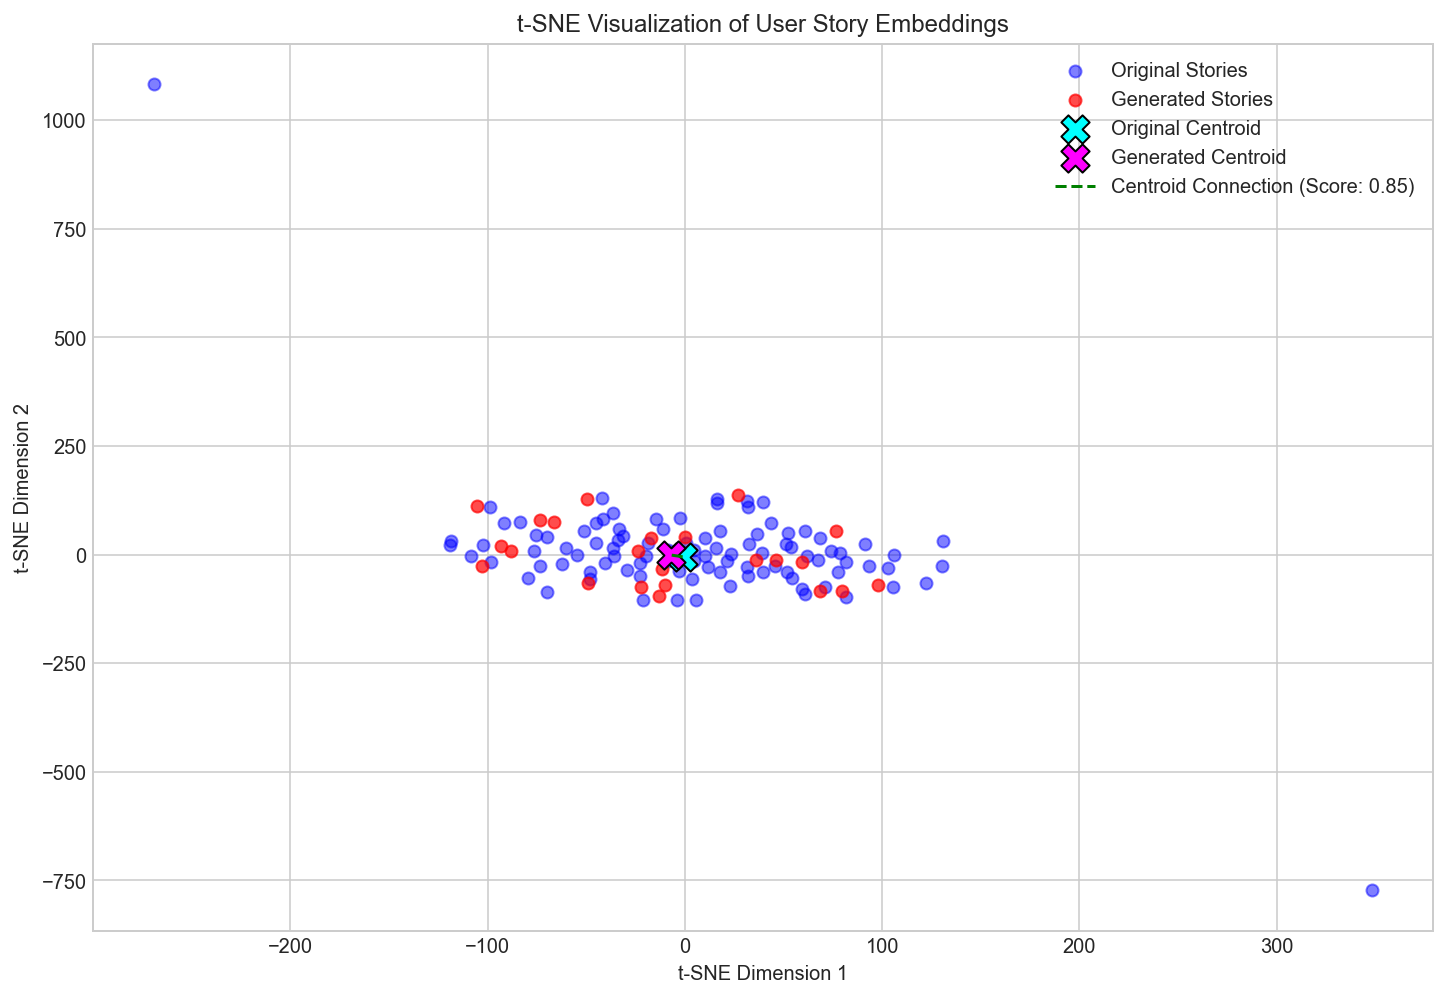 t-SNE Visualization of User Story Embeddings
Original Stories
Generated Stories
Original Centroid
Generated Centroid
Centroid Connection (Score: 0.85)
t-SNE Dimension 2
1000
750
500
250
0
−250
−500
−750
−200
−100
0
100
200
300
t-SNE Dimension 1